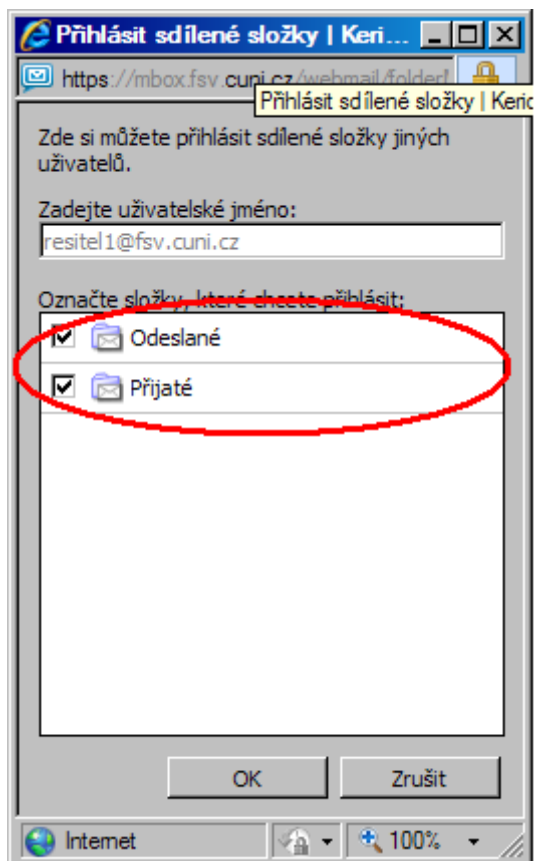 Přihlásit sdílené složky | Keri...
https://mbox.fsv.cuni.cz/webmail/folder
Přihlásit sdílené složky | Keric
Zde si můžete přihlásit sdílené složky jiných
uživatelů.
Zadejte uživatelské jméno:
resitel1@fsv.cuni.cz
Označte složky, které chcete přihlásit:
Odeslané
Přijaté
OK Zrušit
Internet 100%